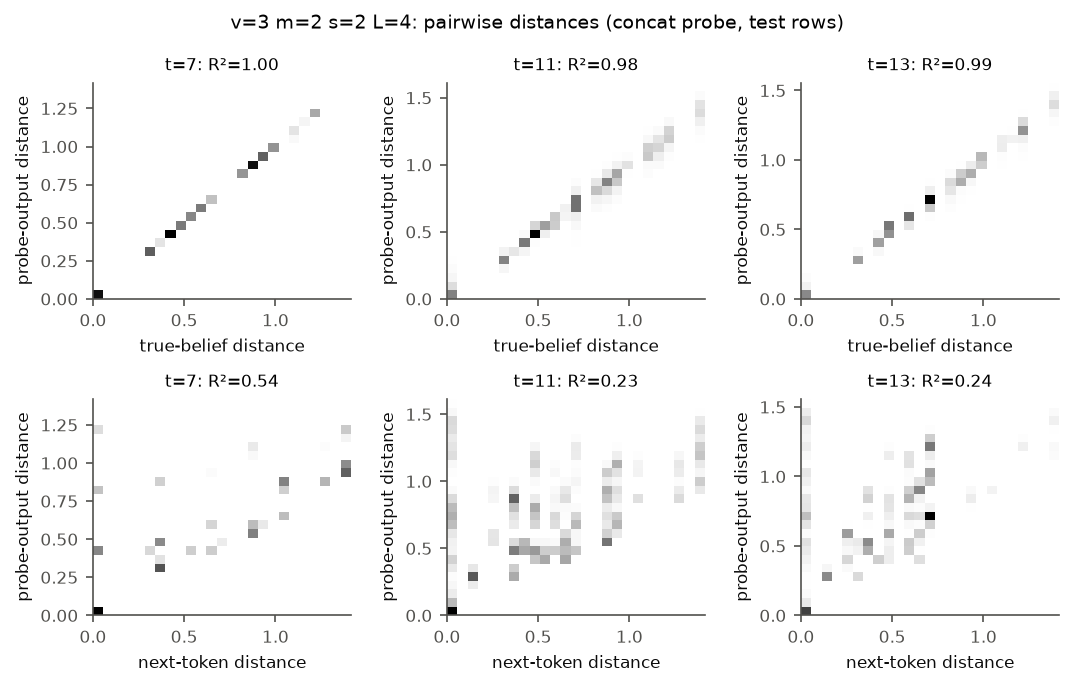 v=3 m=2 s=2 L=4: pairwise distances (concat probe, test rows)
t=7: R²=1.00
t=11: R²=0.98
t=13: R²=0.99
probe-output distance
1.25
1.00
0.75
0.50
0.25
0.00
0.0 0.5 1.0
true-belief distance
probe-output distance
1.5
1.0
0.5
0.0
0.0 0.5 1.0
true-belief distance
probe-output distance
1.5
1.0
0.5
0.0
0.0 0.5 1.0
true-belief distance
t=7: R²=0.54
t=11: R²=0.23
t=13: R²=0.24
probe-output distance
1.25
1.00
0.75
0.50
0.25
0.00
0.0 0.5 1.0
next-token distance
probe-output distance
1.5
1.0
0.5
0.0
0.0 0.5 1.0
next-token distance
probe-output distance
1.5
1.0
0.5
0.0
0.0 0.5 1.0
next-token distance